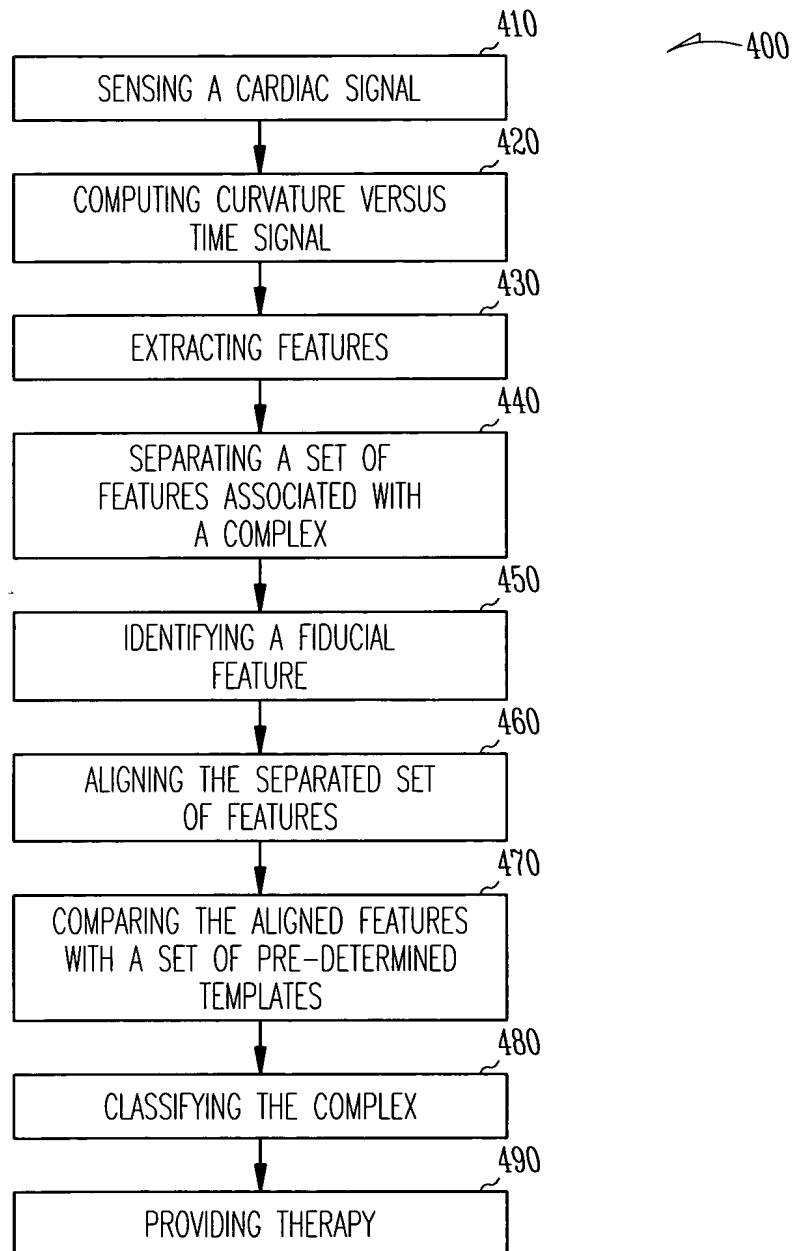 410
400
SENSING A CARDIAC SIGNAL
420
COMPUTING CURVATURE VERSUS
TIME SIGNAL
430
EXTRACTING FEATURES
440
SEPARATING A SET OF
FEATURES ASSOCIATED WITH
A COMPLEX
450
IDENTIFYING A FIDUCIAL
FEATURE
460
ALIGNING THE SEPARATED SET
OF FEATURES
470
COMPARING THE ALIGNED FEATURES
WITH A SET OF PRE-DETERMINED
TEMPLATES
480
CLASSIFYING THE COMPLEX
490
PROVIDING THERAPY